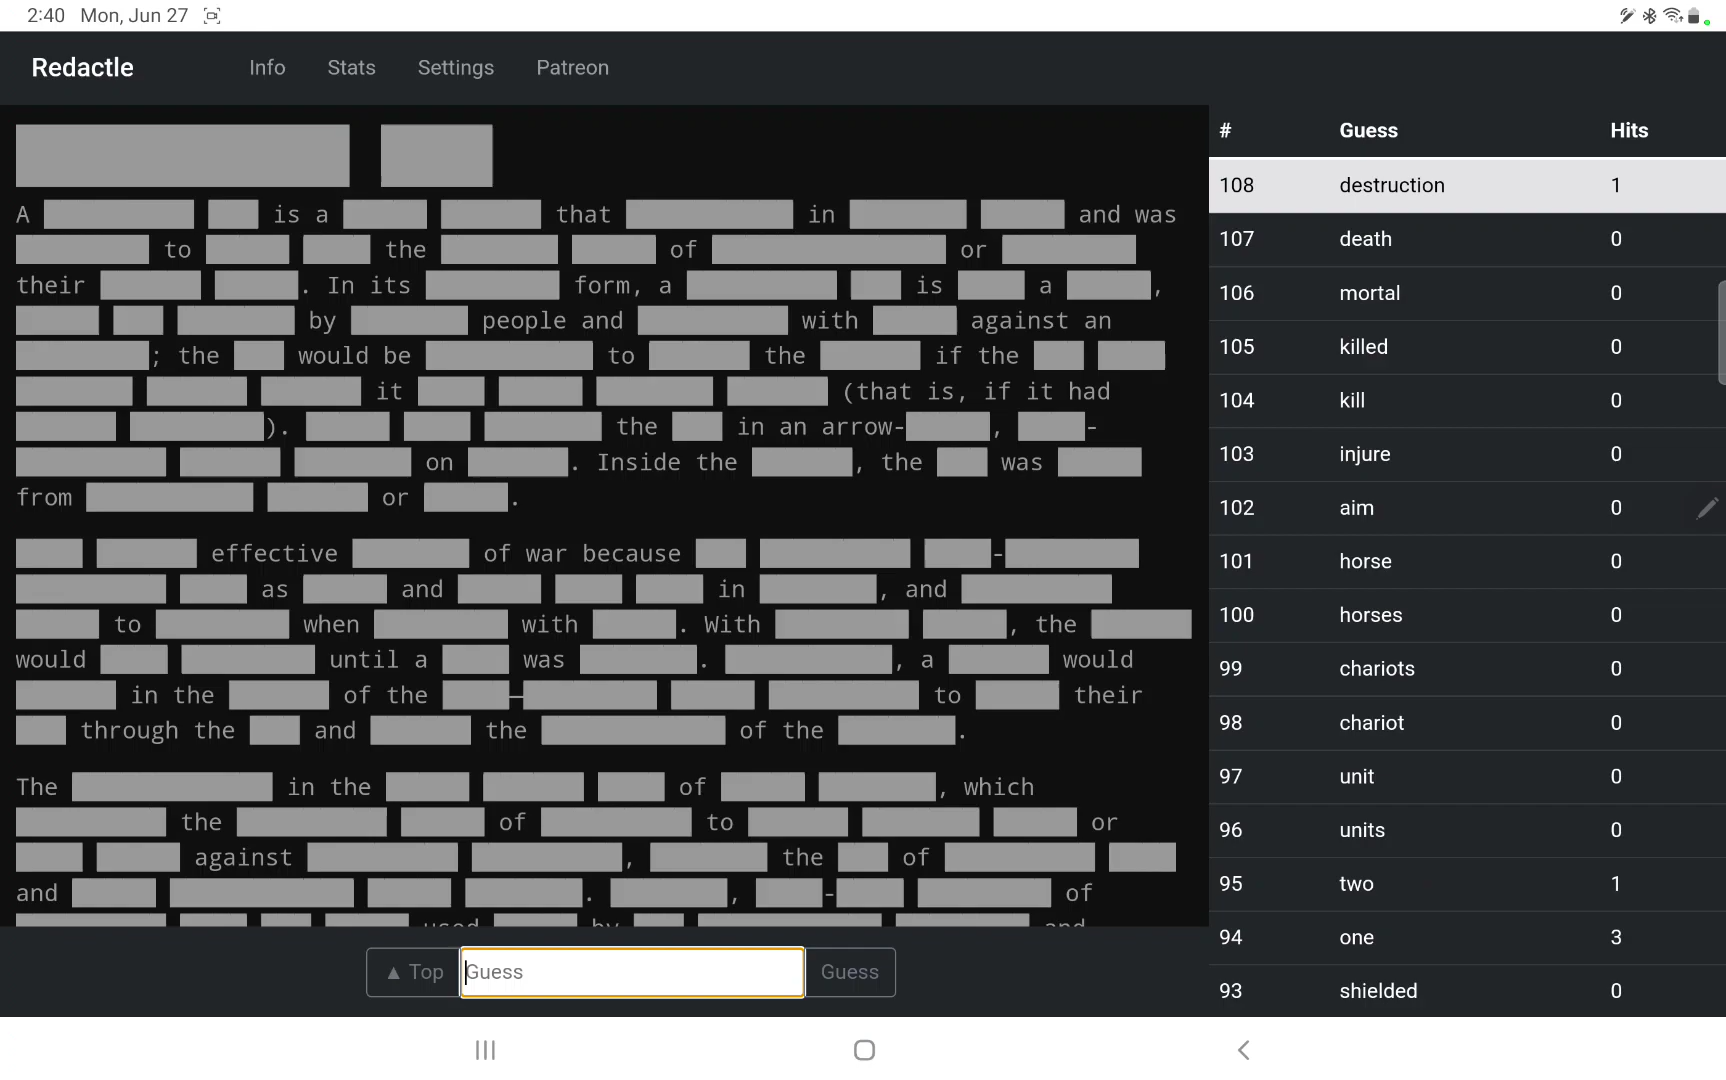 2:40 Mon, Jun 27
Redactle Info Stats Settings Patreon
A is a that in and was
to the of or
their . In its form, a is a ,
by people and with against an
; the would be to the if the
it (that is, if it had
). the in an arrow- , -
on . Inside the , the was
from or .
effective of war because -
as and in , and
to when with . With , the
would until a was . , a would
in the of the — to their
through the and the of the .
The in the of , which
the of to or
against , the of
and . , - of
used by and
▲ Top Guess Guess
# Guess Hits
108 destruction 1
107 death 0
106 mortal 0
105 killed 0
104 kill 0
103 injure 0
102 aim 0
101 horse 0
100 horses 0
99 chariots 0
98 chariot 0
97 unit 0
96 units 0
95 two 1
94 one 3
93 shielded 0